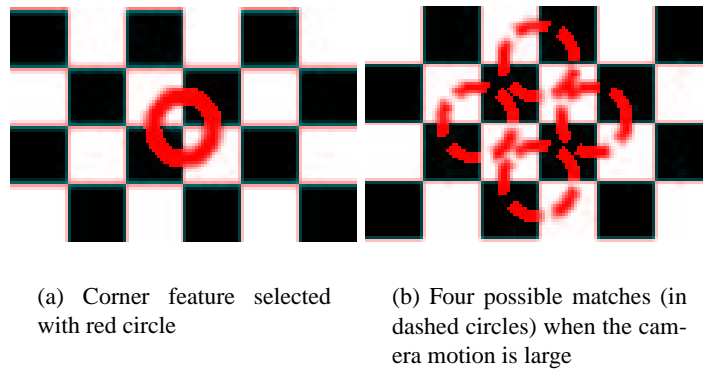 (a) Corner feature selected
with red circle
(b) Four possible matches (in
dashed circles) when the cam-
era motion is large